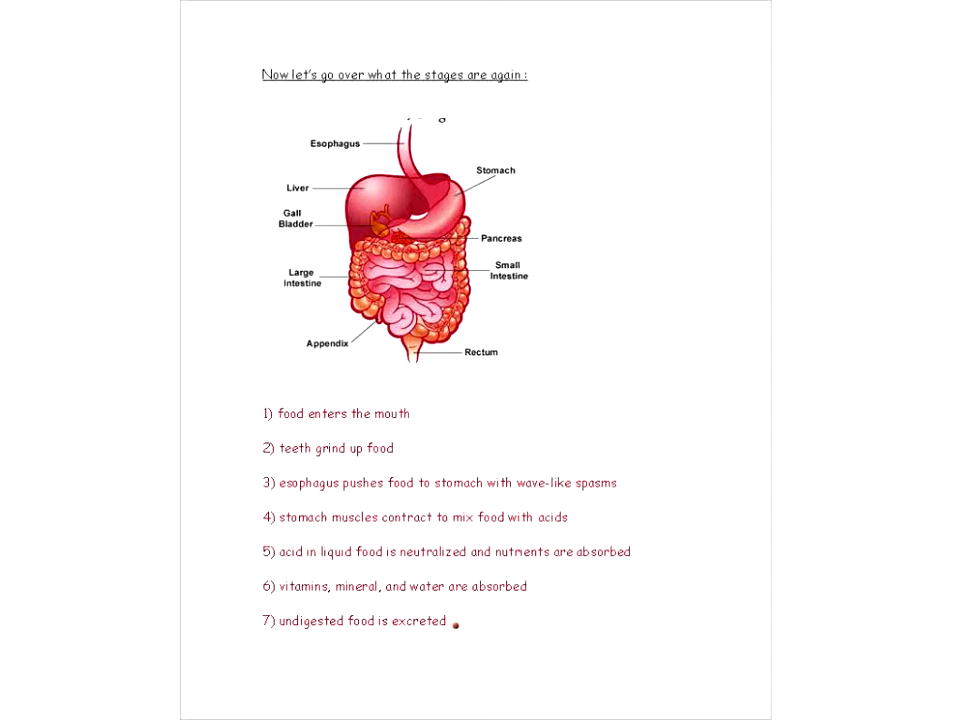 Now let's go over what the stages are again :
Esophagus
Stomach
Liver
Gall
Bladder
Pancreas
Small
Intestine
Large
Intestine
Appendix
Rectum
1) food enters the mouth
2) teeth grind up food
3) esophagus pushes food to stomach with wave-like spasms
4) stomach muscles contract to mix food with acids
5) acid in liquid food is neutralized and nutrients are absorbed
6) vitamins, mineral, and water are absorbed
7) undigested food is excreted